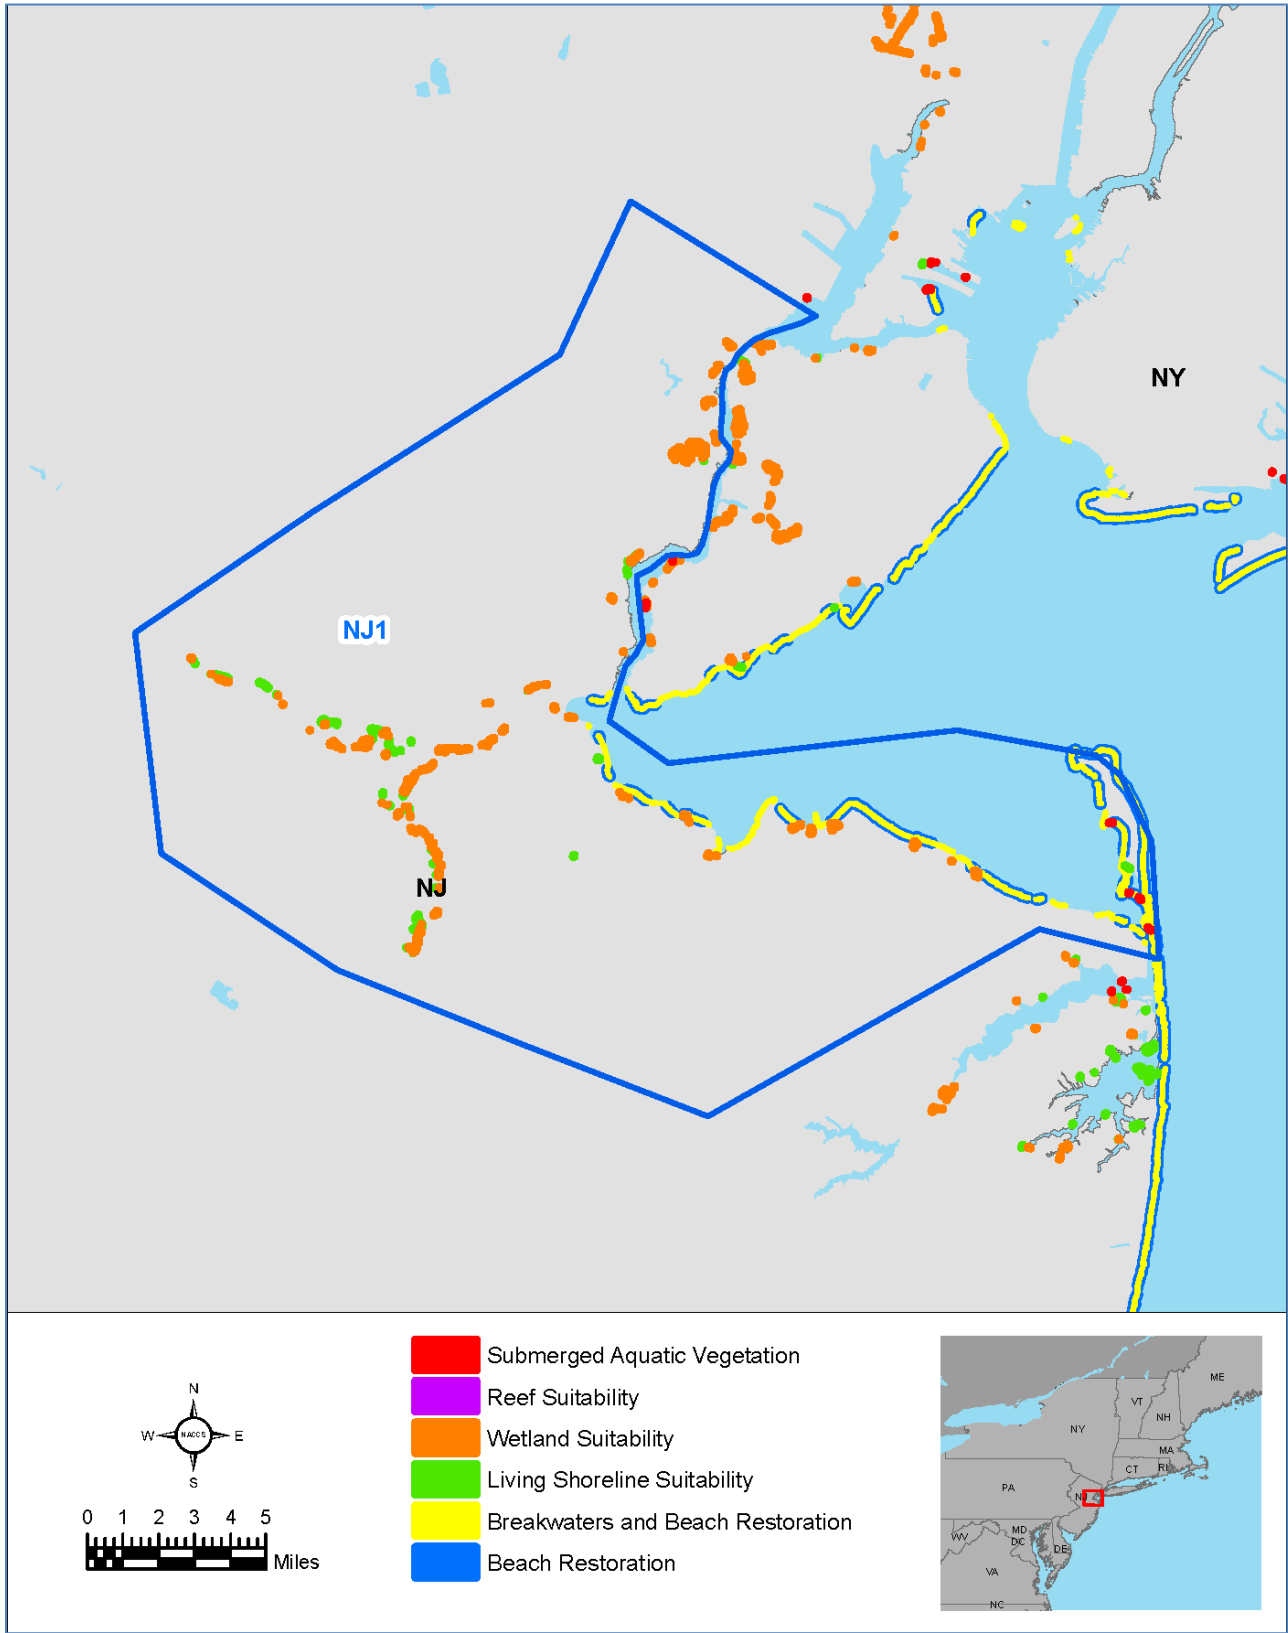 NY
NJ1
NJ
N
W
NACCS
E
S
0 1 2 3 4 5
Miles
Submerged Aquatic Vegetation
Reef Suitability
Wetland Suitability
Living Shoreline Suitability
Breakwaters and Beach Restoration
Beach Restoration
ME
VT
NH
NY
MA
CT
RI
PA
NJ
MD
DC
WV
DE
VA
NC